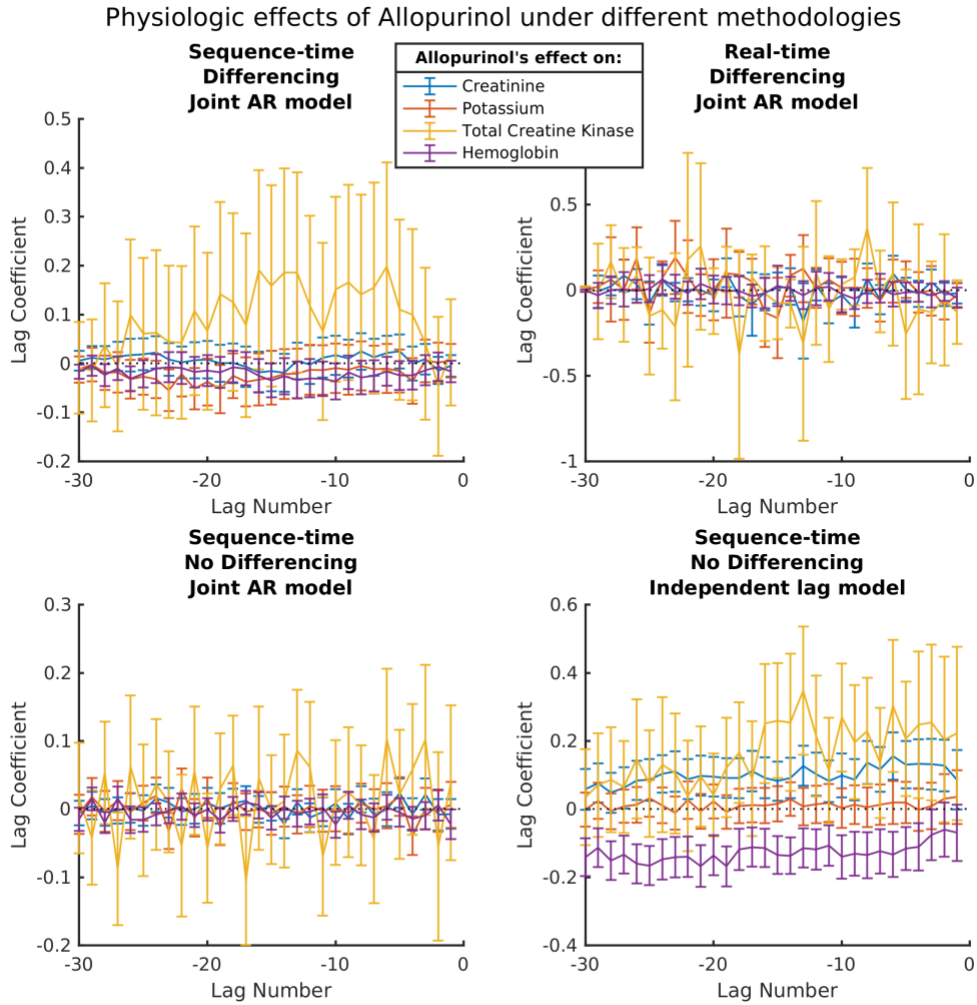 Physiologic effects of Allopurinol under different methodologies
Sequence-time
Differencing
Joint AR model
Allopurinol's effect on:
Creatinine
Potassium
Total Creatine Kinase
Hemoglobin
Real-time
Differencing
Joint AR model
0.5
0.4
0.3
0.2
0.1
0
-0.1
-0.2
Lag Coefficient
-30
-20
-10
0
Lag Number
0.5
0
-0.5
-1
Lag Coefficient
-30
-20
-10
0
Lag Number
Sequence-time
No Differencing
Joint AR model
0.3
0.2
0.1
0
-0.1
-0.2
Lag Coefficient
-30
-20
-10
0
Lag Number
Sequence-time
No Differencing
Independent lag model
0.6
0.4
0.2
0
-0.2
-0.4
Lag Coefficient
-30
-20
-10
0
Lag Number